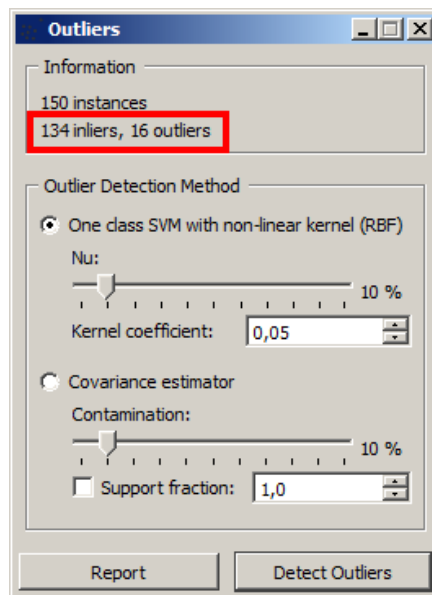 Outliers
Information
150 instances
134 inliers, 16 outliers
Outlier Detection Method
One class SVM with non-linear kernel (RBF)
Nu:
10 %
Kernel coefficient: 0,05
Covariance estimator
Contamination:
10 %
Support fraction: 1,0
Report Detect Outliers